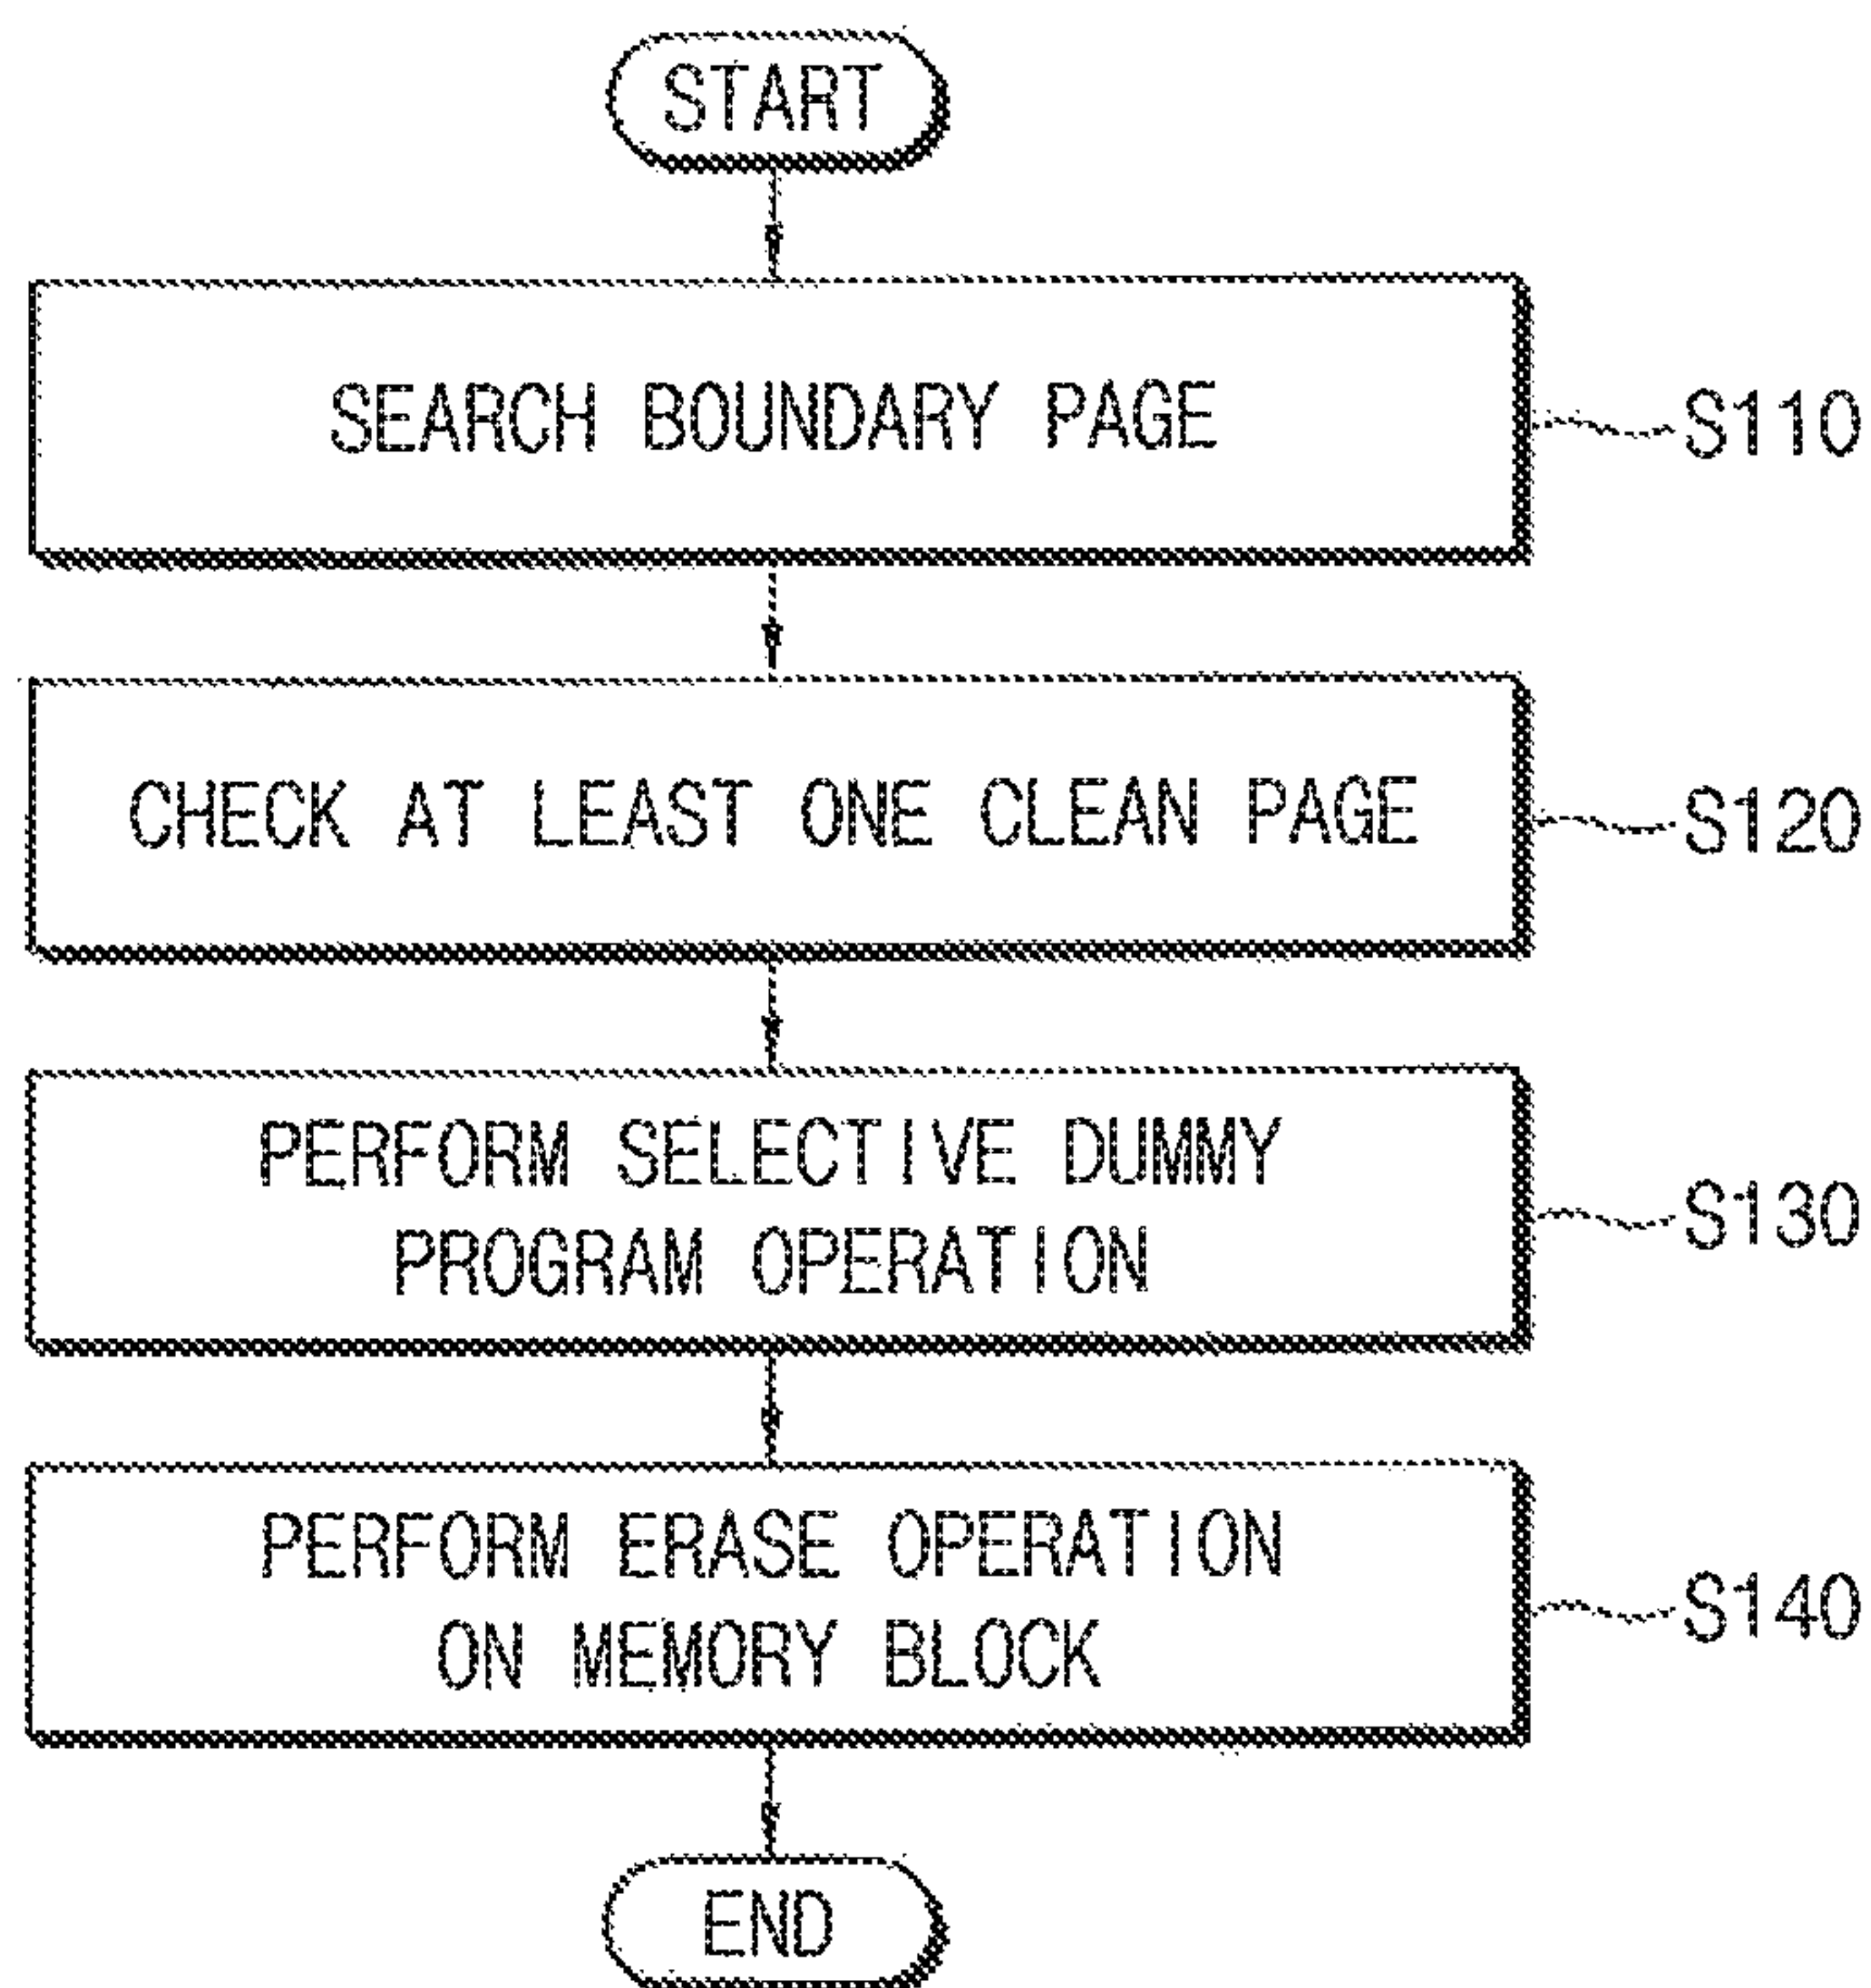 START
SEARCH BOUNDARY PAGE
S110
CHECK AT LEAST ONE CLEAN PAGE
S120
PERFORM SELECTIVE DUMMY
PROGRAM OPERATION
S130
PERFORM ERASE OPERATION
ON MEMORY BLOCK
S140
END